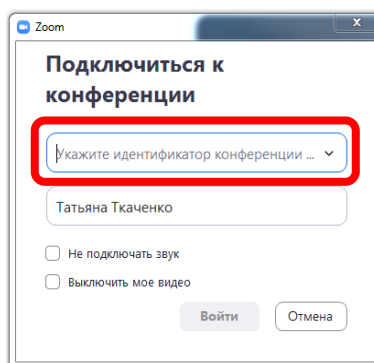 Zoom
x
Подключиться к
конференции
Укажите идентификатор конференции ...
Татьяна Ткаченко
Не подключать звук
Выключить мое видео
Войти
Отмена